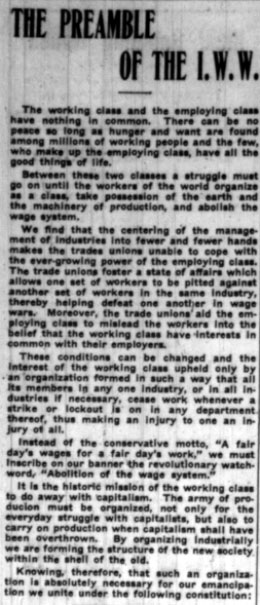 THE PREAMBLE
OF THE I.W.W.
The working class and the employing class
have nothing in common. There can be no
peace so long as hunger and want are found
among millions of working people and the few,
who make up the employing class, have all the
good things of life.
Between these two classes a struggle must
go on until the workers of the world organize
as a class, take possession of the earth and
the machinery of production, and abolish the
wage system.
We find that the centering of the manage-
ment of industries into fewer and fewer hands
makes the trades unions unable to cope with
the ever-growing power of the employing class.
The trade unions foster a state of affairs which
allows one set of workers to be pitted against
another set of workers in the same industry,
thereby helping defeat one another in wage
wars. Moreover, the trade unions aid the em-
ploying class to mislead the workers into the
belief that the working class have interests in
common with their employers.
These conditions can be changed and the
interest of the working class upheld only by
an organization formed in such a way that all
its members in any one industry, or in all in-
dustries if necessary, cease work whenever a
strike or lockout is on in any department
thereof, thus making an injury to one an in-
jury of all.
Instead of the conservative motto, "A fair
day's wages for a fair day's work," we must
inscribe on our banner the revolutionary watch-
word, "Abolition of the wage system."
It is the historic mission of the working class
to do away with capitalism. The army of pro-
ducion must be organized, not only for the
everyday struggle with capitalists, but also to
carry on production when capitalism shall have
been overthrown. By organizing industrially
we are forming the structure of the new society
within the shell of the old.
Knowing, therefore, that such an organiza-
tion is absolutely necessary for our emancipa-
tion we unite under the following constitution: